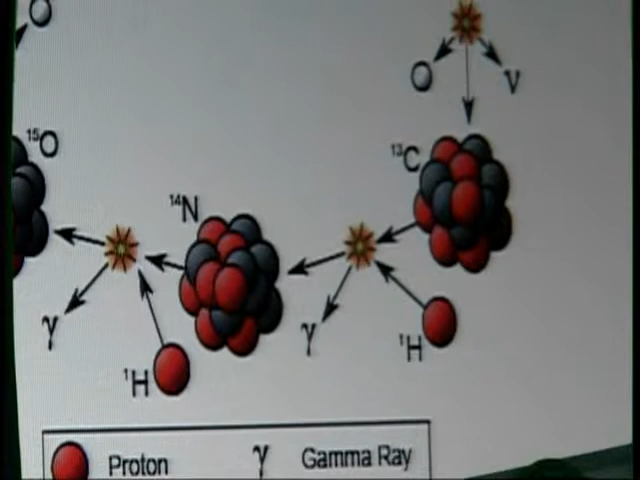 ν
¹³C
¹⁵O
¹⁴N
γ
γ
¹H
¹H
Proton
γ Gamma Ray